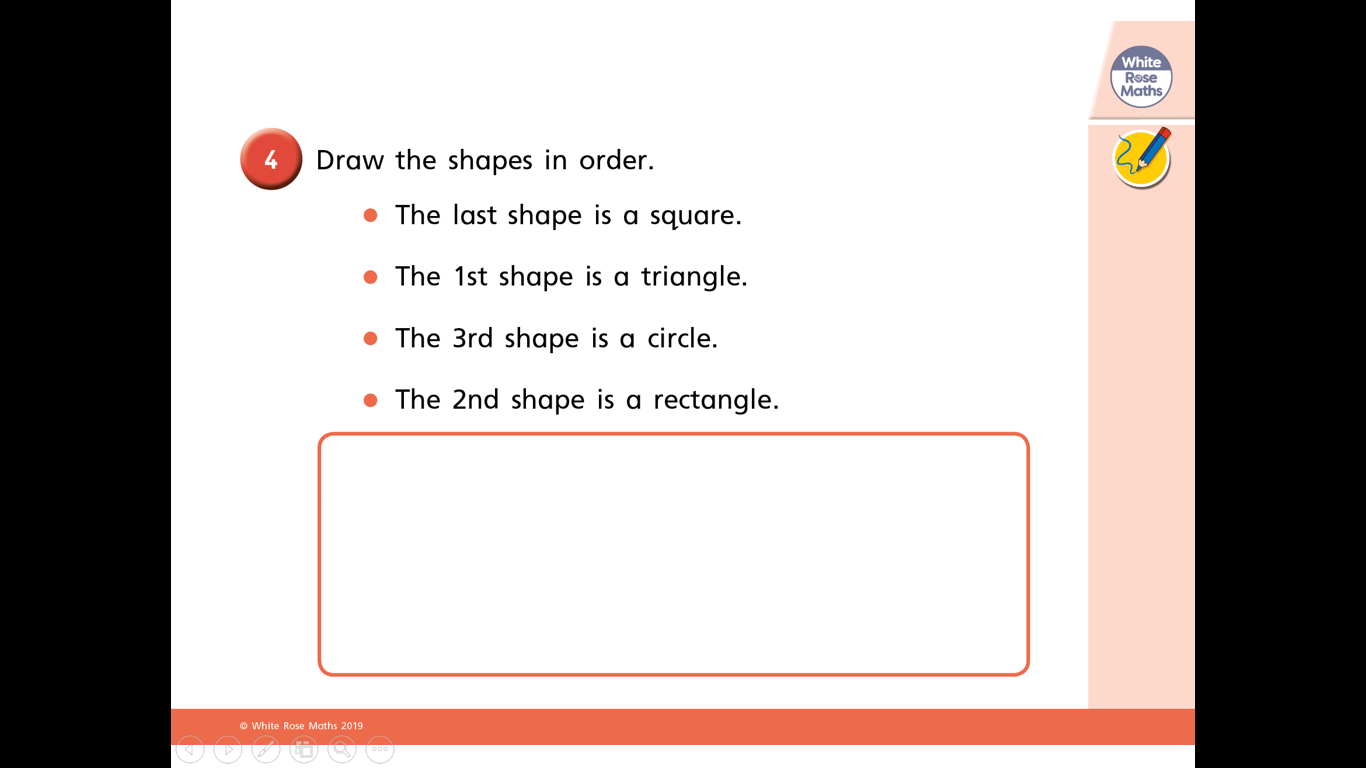 White
Rose
Maths
4 Draw the shapes in order.
• The last shape is a square.
• The 1st shape is a triangle.
• The 3rd shape is a circle.
• The 2nd shape is a rectangle.
© White Rose Maths 2019